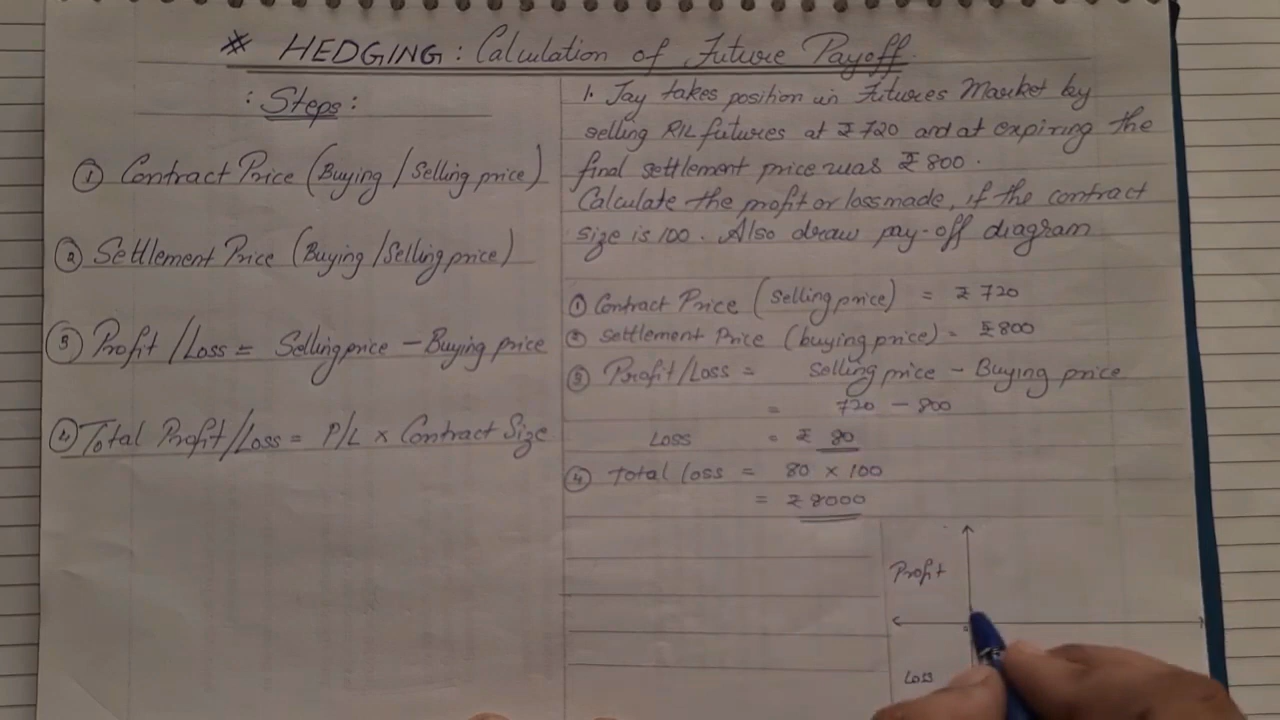 * HEDGING: Calculation of Future Payoff
: Steps :
① Contract Price (Buying / Selling price)
② Settlement Price (Buying / Selling price)
③ Profit / Loss = Selling price - Buying price
④ Total Profit/Loss = P/L x Contract Size
1. Jay takes position in Futures Market by
selling RIL futures at ₹ 720 and at expiring the
final settlement price was ₹ 800.
Calculate the profit or loss made, if the contract
size is 100. Also draw pay-off diagram
① Contract Price (selling price) = ₹ 720
② Settlement Price (buying price) = ₹ 800
③ Profit/Loss = Selling price - Buying price
= 720 - 800
Loss = ₹ 80
④ Total loss = 80 x 100
= ₹ 8000
Profit
0
Loss